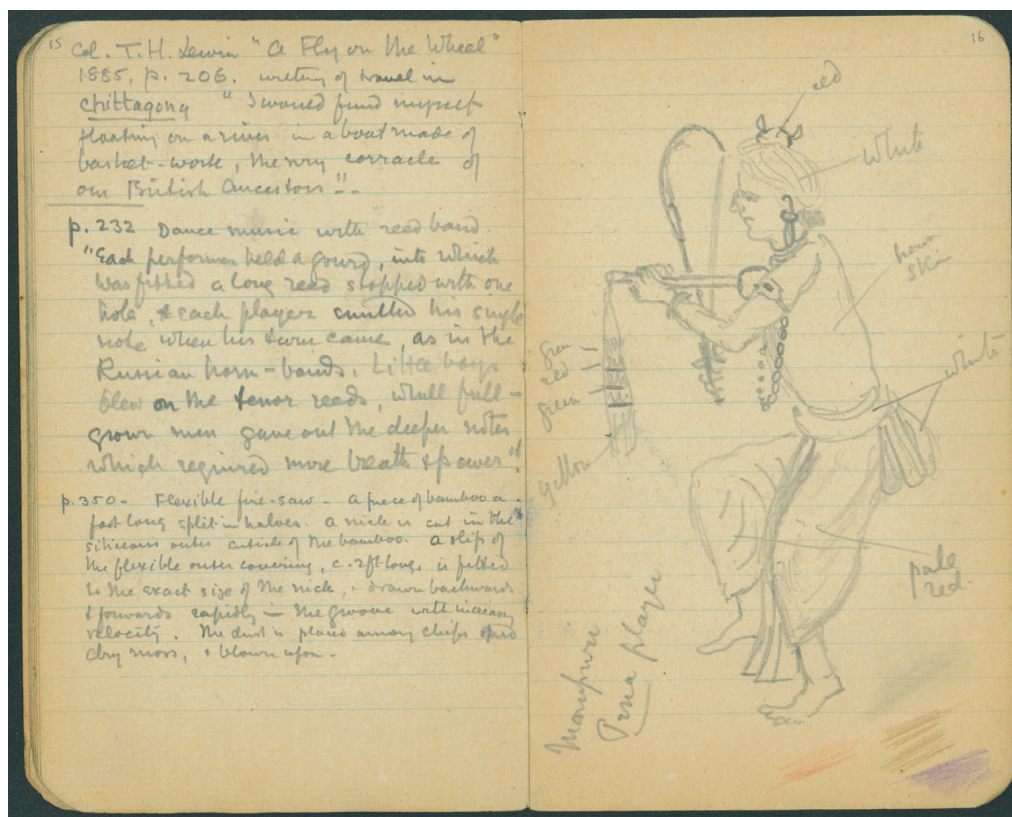 15
Col. T.H. Lewin "A Fly on the Wheel"
1885, p. 206. writing of travel in
Chittagong "I would find myself
floating on a river in a boat made of
basket-work, the very corracle of
our British Ancestors".
p. 232 Dance music with reed band.
"Each performer held a gourd, into which
was fitted a long reed stopped with one
hole, & each player emitted his single
note when his turn came, as in the
Russian horn-bands. Little boys
blew on the tenor reeds, whilst full-
grown men gave out the deeper notes
which required more breath & power".
p. 350 - Flexible fire-saw - A piece of bamboo a
foot long split in halves. A nick is cut in the
siliceous outer cuticle of the bamboo. A slip of
the flexible outer covering, c. 2ft long, is fitted
to the exact size of the nick, & drawn backwards
& forwards rapidly in the groove with increasing
velocity. The dust is placed among chips of
dry moss, & blown upon.
16
red
white
brown
skin
white
green
red
green
yellow
pale
red.
Manipuri
Pena player